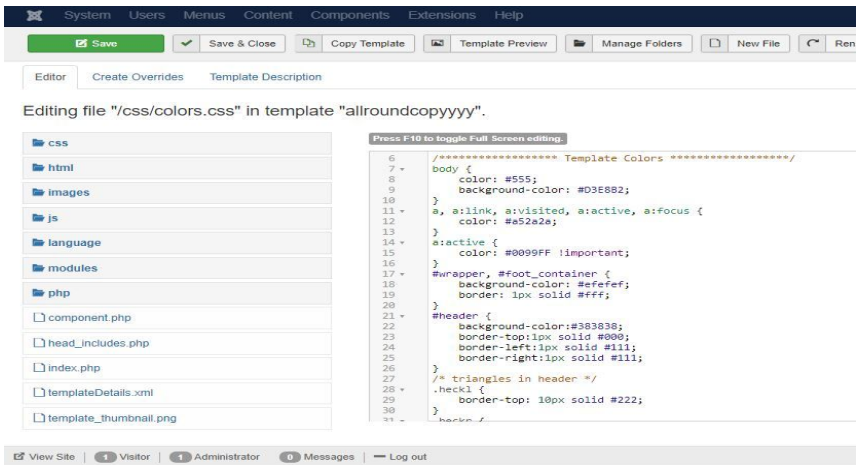 System Users Menus Content Components Extensions Help
Save Save & Close Copy Template Template Preview Manage Folders New File Ren
Editor Create Overrides Template Description
Editing file "/css/colors.css" in template "allroundcopyyyy".
css
html
images
js
language
modules
php
component.php
head_includes.php
index.php
templateDetails.xml
template_thumbnail.png
Press F10 to toggle Full Screen editing.
6 /****************** Template Colors ******************/
7 body {
8 color: #555;
9 background-color: #D3E8B2;
10 }
11 a, a:link, a:visited, a:active, a:focus {
12 color: #a52a2a;
13 }
14 a:active {
15 color: #0099FF !important;
16 }
17 #wrapper, #foot_container {
18 background-color: #efefef;
19 border: 1px solid #fff;
20 }
21 #header {
22 background-color:#383838;
23 border-top:1px solid #000;
24 border-left:1px solid #111;
25 border-right:1px solid #111;
26 }
27 /* triangles in header */
28 .heckl {
29 border-top: 10px solid #222;
30 }
31 .heckr {
View Site 1 Visitor 1 Administrator 0 Messages Log out